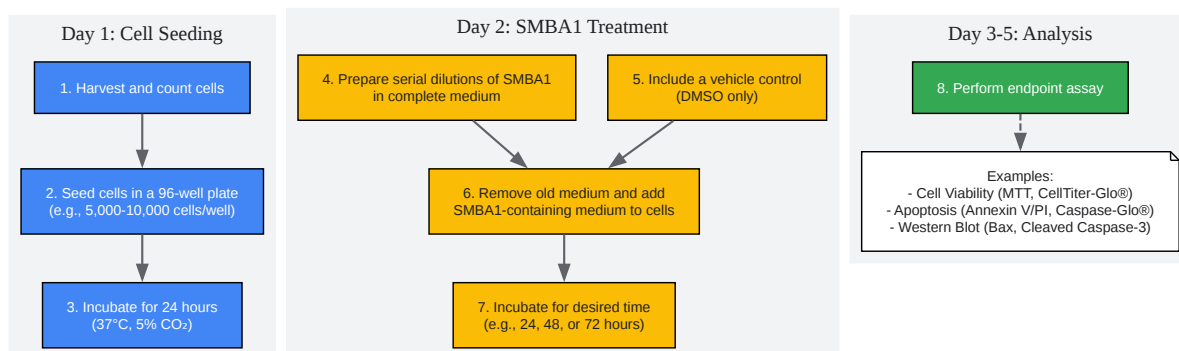 Day 1: Cell Seeding
1. Harvest and count cells
2. Seed cells in a 96-well plate
(e.g., 5,000-10,000 cells/well)
3. Incubate for 24 hours
(37°C, 5% CO₂)
Day 2: SMBA1 Treatment
4. Prepare serial dilutions of SMBA1
in complete medium
5. Include a vehicle control
(DMSO only)
6. Remove old medium and add
SMBA1-containing medium to cells
7. Incubate for desired time
(e.g., 24, 48, or 72 hours)
Day 3-5: Analysis
8. Perform endpoint assay
Examples:
- Cell Viability (MTT, CellTiter-Glo®)
- Apoptosis (Annexin V/PI, Caspase-Glo®)
- Western Blot (Bax, Cleaved Caspase-3)